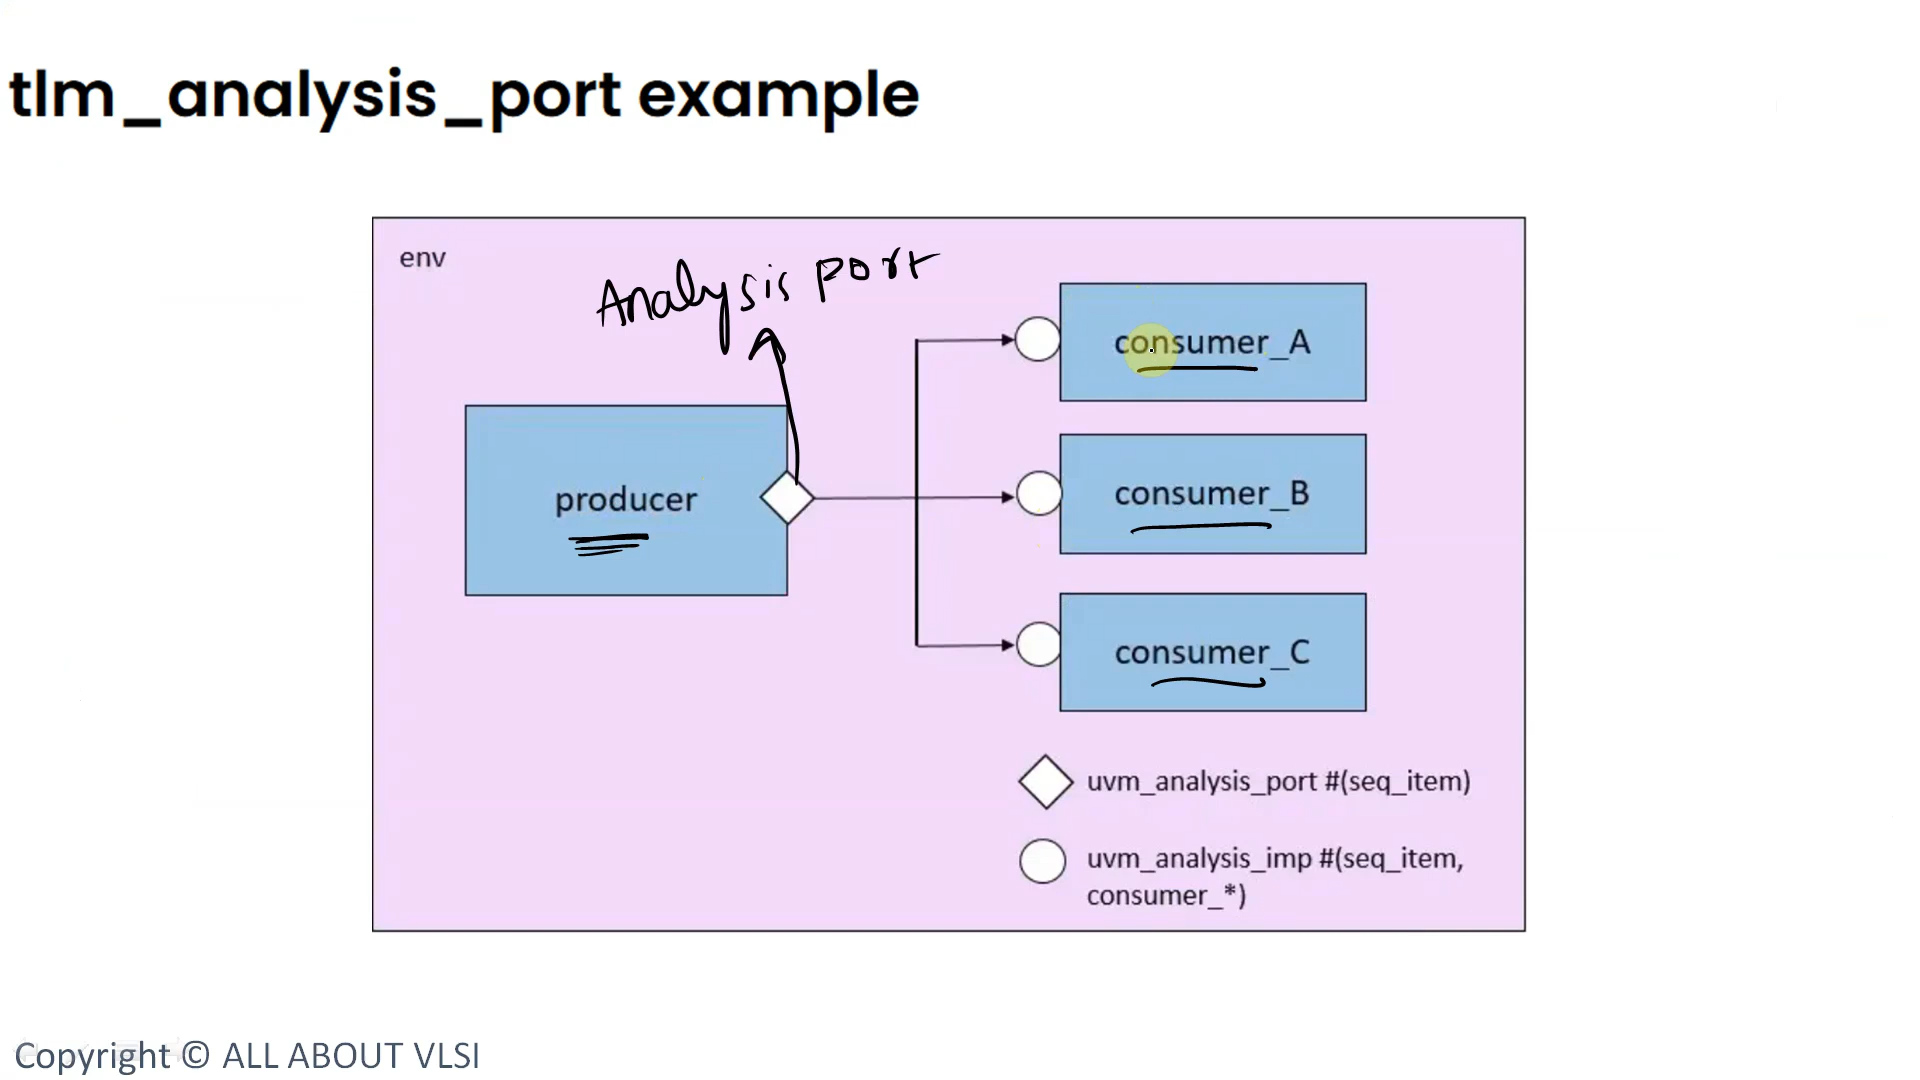 tlm_analysis_port example
env
Analysis port
consumer_A
producer
consumer_B
consumer_C
uvm_analysis_port #(seq_item)
uvm_analysis_imp #(seq_item,
consumer_*)
Copyright © ALL ABOUT VLSI